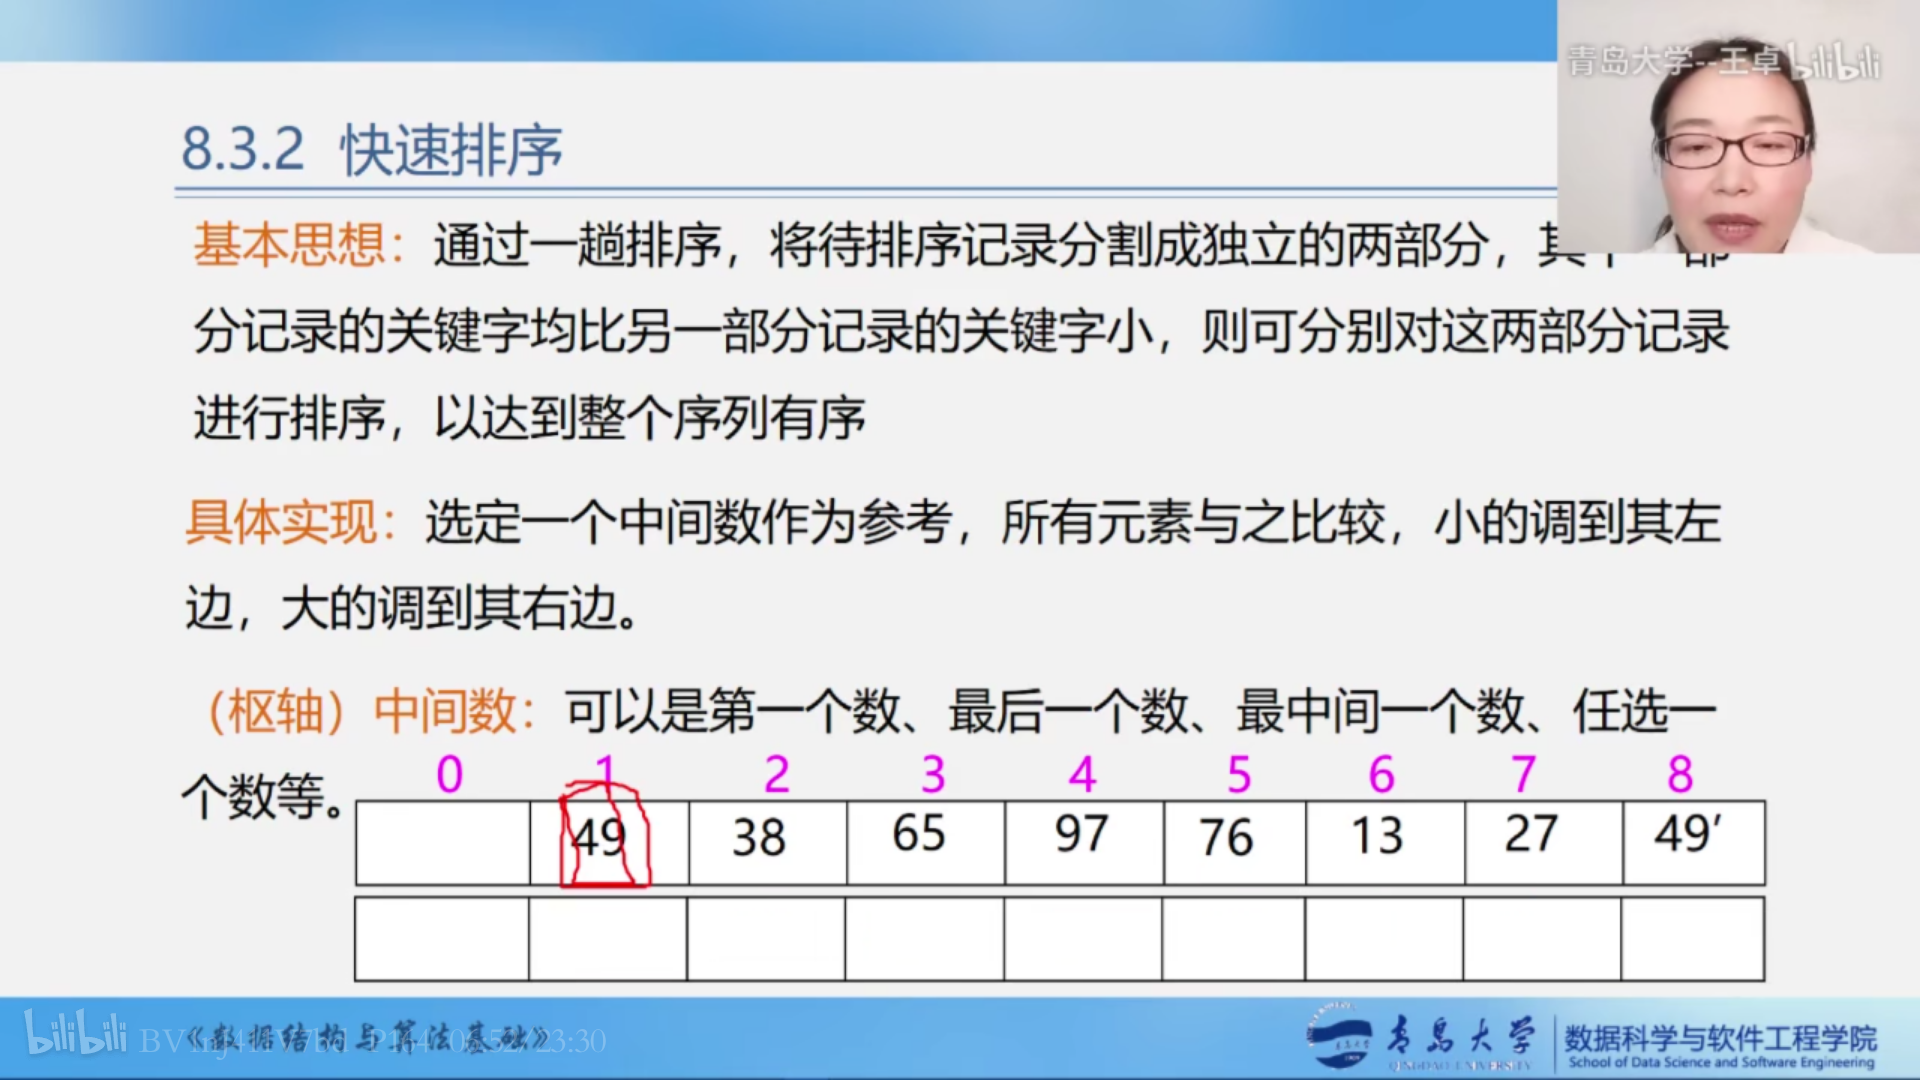 青岛大学--王卓 bilibili
8.3.2 快速排序
基本思想：通过一趟排序，将待排序记录分割成独立的两部分，其中一部
分记录的关键字均比另一部分记录的关键字小，则可分别对这两部分记录
进行排序，以达到整个序列有序
具体实现：选定一个中间数作为参考，所有元素与之比较，小的调到其左
边，大的调到其右边。
（枢轴）中间数：可以是第一个数、最后一个数、最中间一个数、任选一
个数等。
0 1 2 3 4 5 6 7 8
49 38 65 97 76 13 27 49′
bilibili
《数据结构与算法基础》
23:30
青岛大学
QINGDAO UNIVERSITY
数据科学与软件工程学院
School of Data Science and Software Engineering